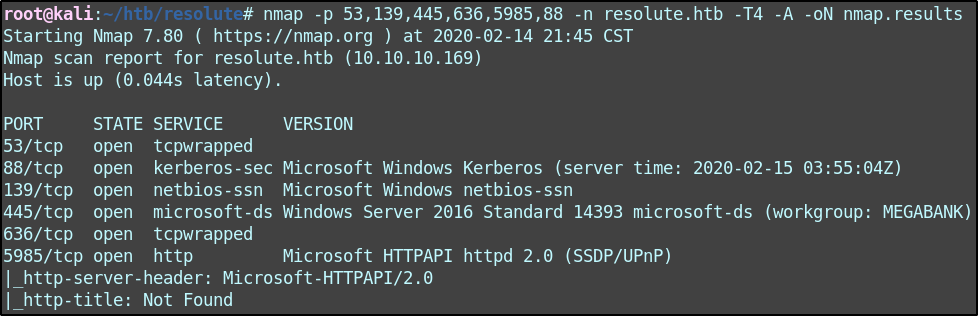 root@kali:~/htb/resolute# nmap -p 53,139,445,636,5985,88 -n resolute.htb -T4 -A -oN nmap.results
Starting Nmap 7.80 ( https://nmap.org ) at 2020-02-14 21:45 CST
Nmap scan report for resolute.htb (10.10.10.169)
Host is up (0.044s latency).

PORT     STATE SERVICE      VERSION
53/tcp   open  tcpwrapped
88/tcp   open  kerberos-sec Microsoft Windows Kerberos (server time: 2020-02-15 03:55:04Z)
139/tcp  open  netbios-ssn  Microsoft Windows netbios-ssn
445/tcp  open  microsoft-ds Windows Server 2016 Standard 14393 microsoft-ds (workgroup: MEGABANK)
636/tcp  open  tcpwrapped
5985/tcp open  http         Microsoft HTTPAPI httpd 2.0 (SSDP/UPnP)
|_http-server-header: Microsoft-HTTPAPI/2.0
|_http-title: Not Found